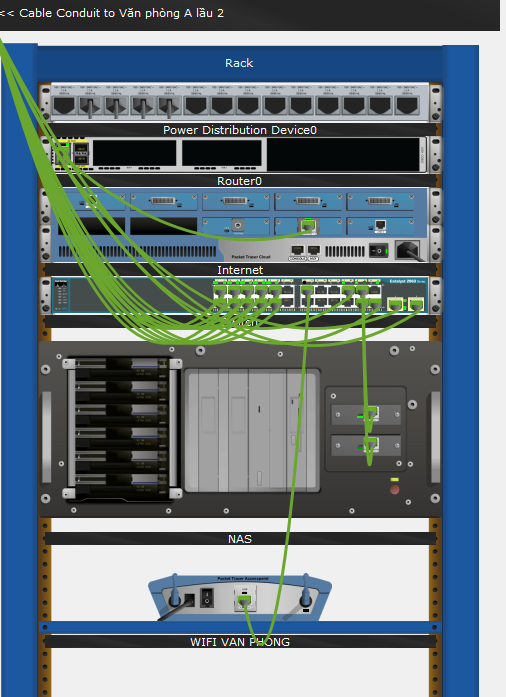 << Cable Conduit to Văn phòng A lầu 2
Rack
Power Distribution Device0
Router0
Packet Tracer Cloud
Internet
Catalyst 2960
NAS
Packet Tracer Accesspoint
WIFI VAN PHONG